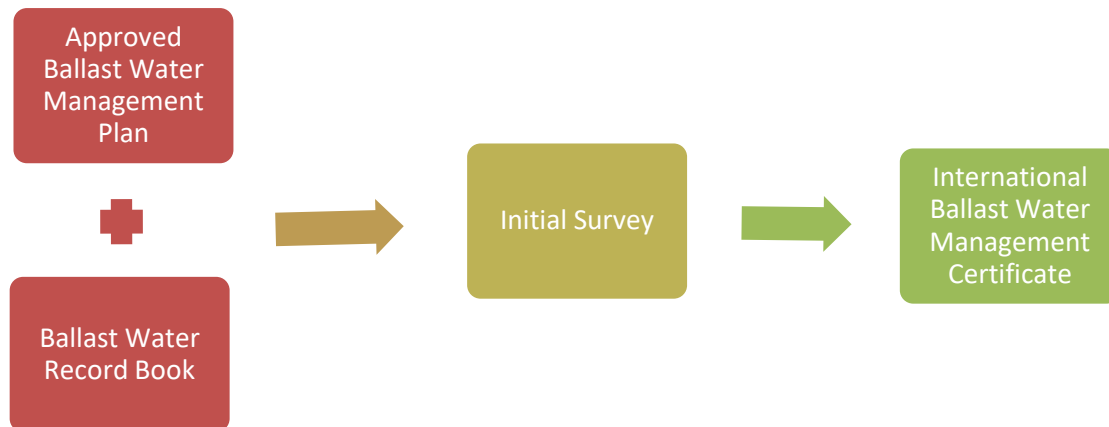 Approved
Ballast Water
Management
Plan
Ballast Water
Record Book
Initial Survey
International
Ballast Water
Management
Certificate